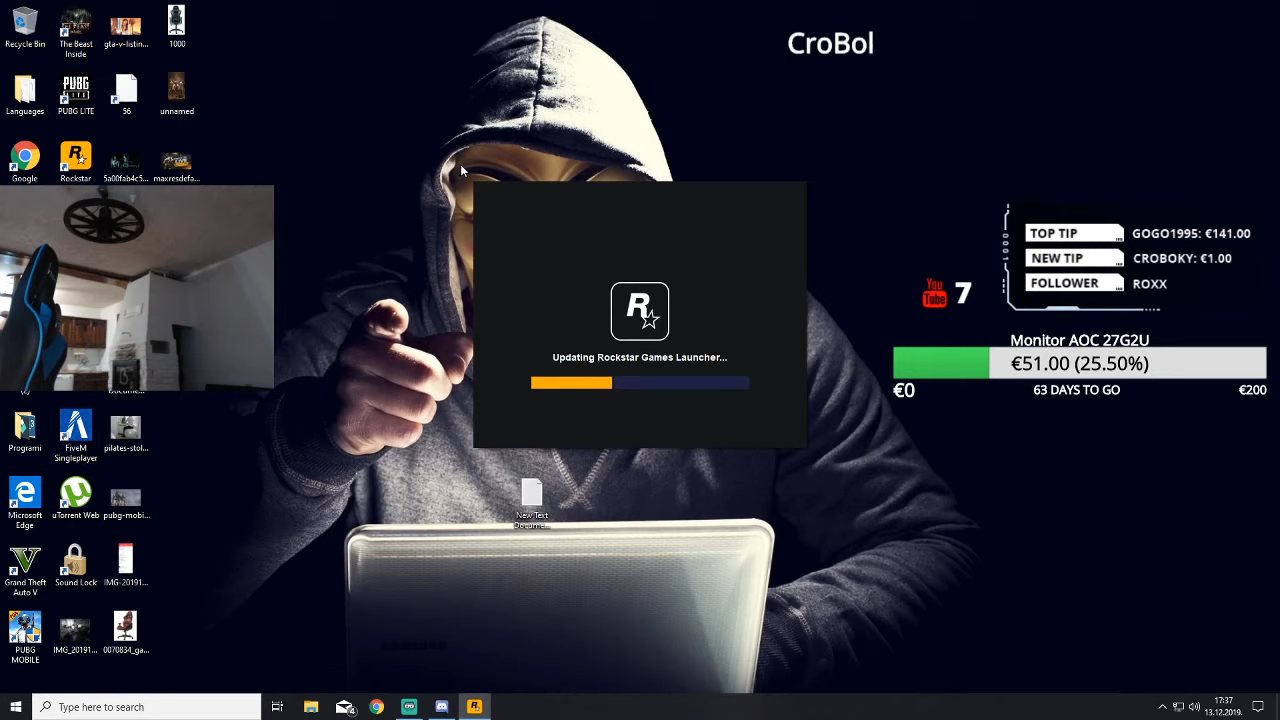 Recycle Bin
The Beast Inside
gta-v-listin...
1000
Languages
PUBG LITE
56
unnamed
Google
Rockstar
5a00fab4c5...
maxresdefa...
Programi
FiveM Singleplayer
pilates-stol...
Microsoft Edge
uTorrent Web
pubg-mobi...
Grand Theft Auto V
Sound Lock
IMG-20191...
PUBG MOBILE
IMG_20191...
0070834_ga...
New Text Docume...
Updating Rockstar Games Launcher...
CroBol
TOP TIP GOGO1995: €141.00
NEW TIP CROBOKY: €1.00
FOLLOWER ROXX
You Tube 7
Monitor AOC 27G2U
€51.00 (25.50%)
€0 63 DAYS TO GO €200
Type here to search
17:37
13.12.2019.